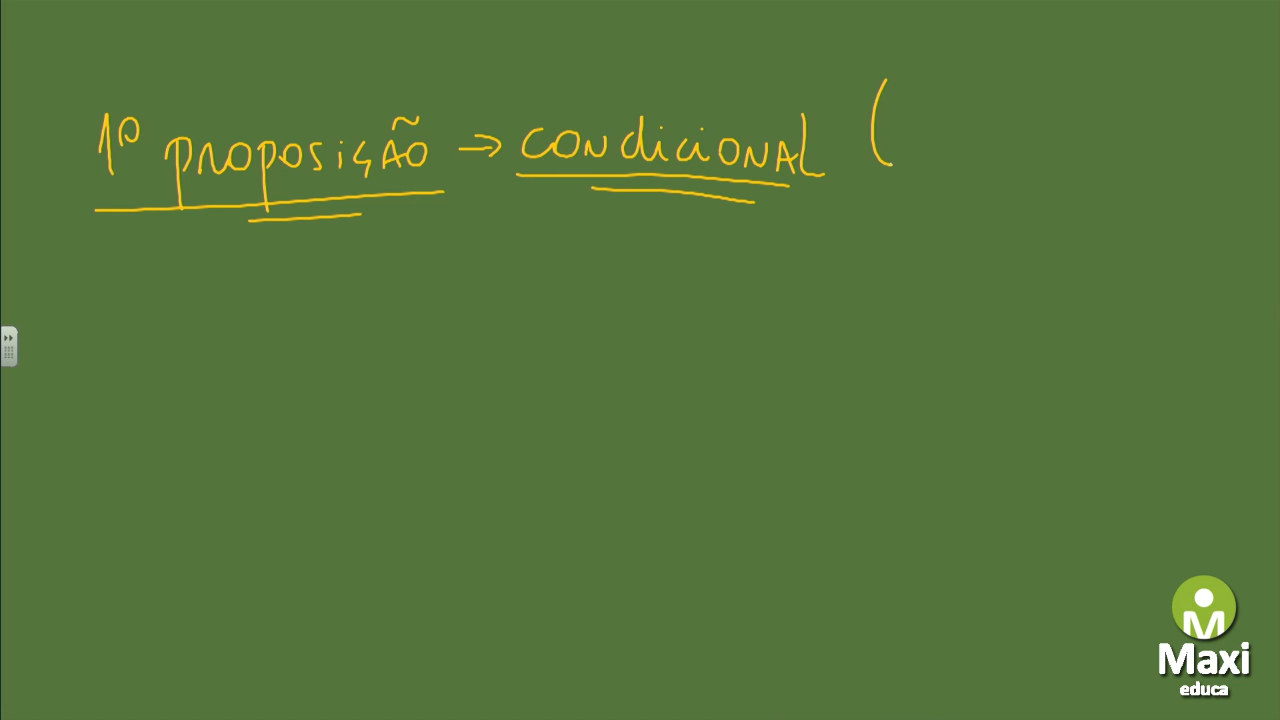 1º proposição → condicional (
Maxi
educa